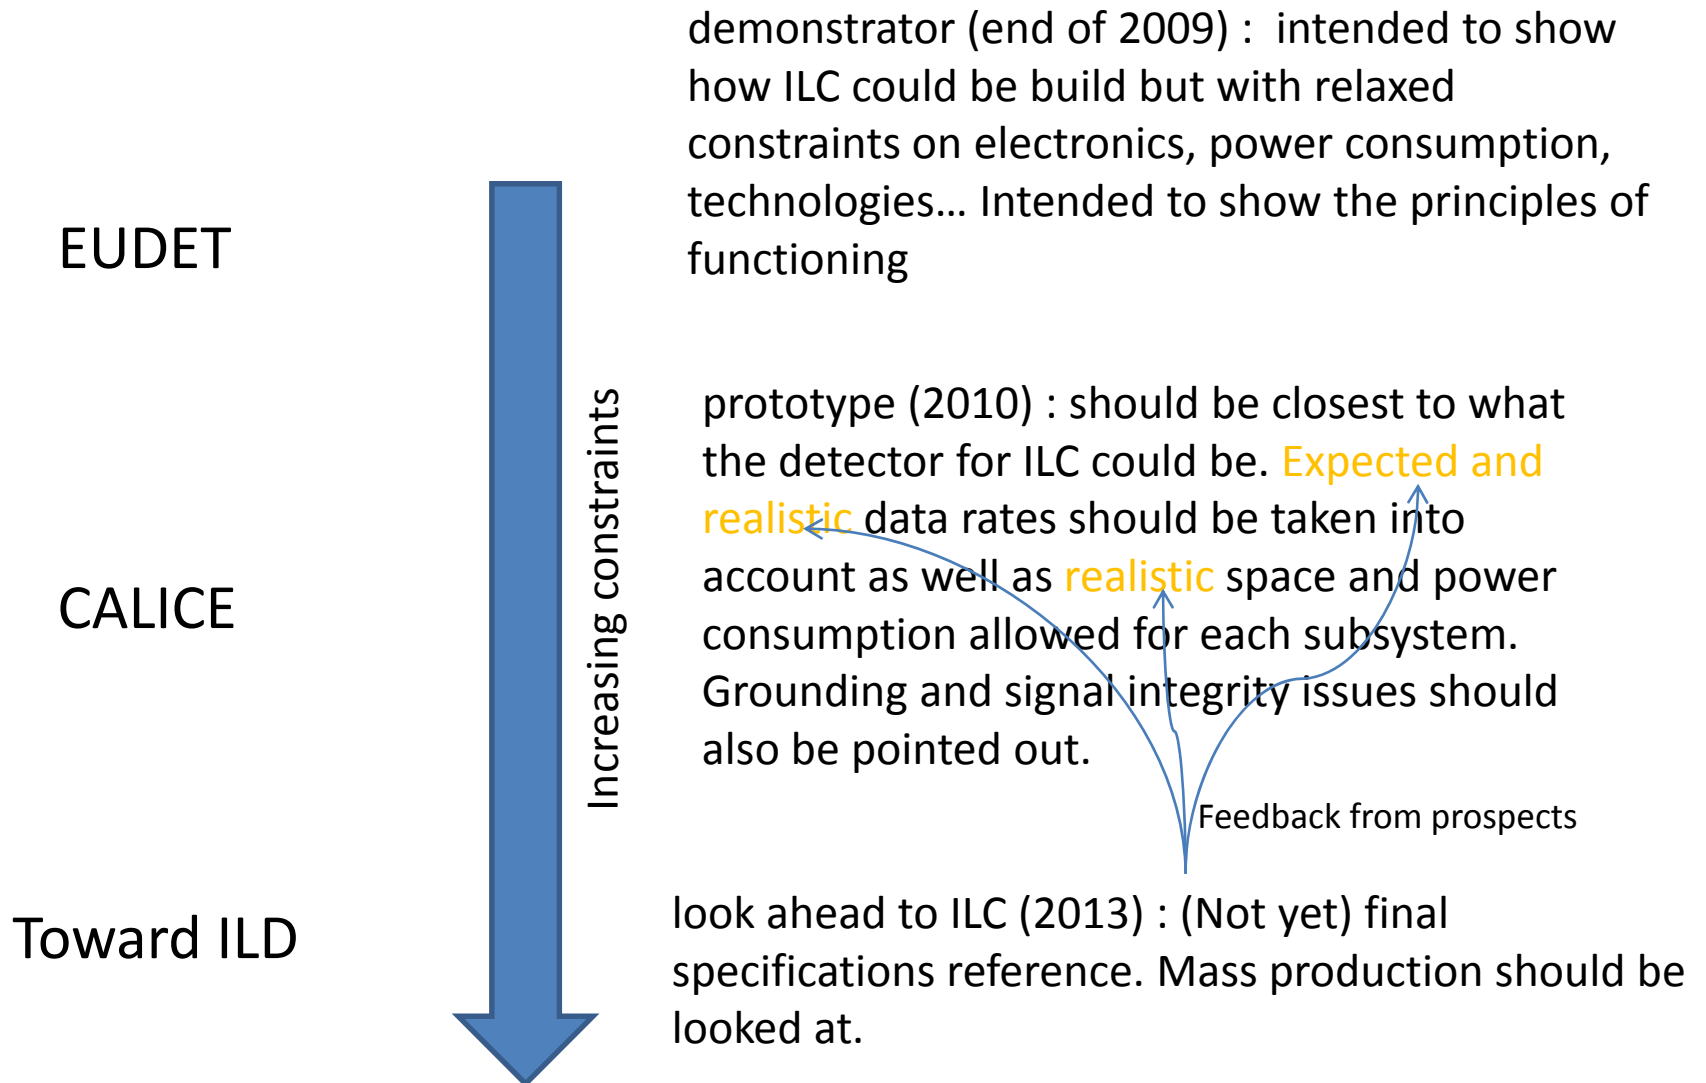 demonstrator (end of 2009) :  intended to show
how ILC could be build but with relaxed
constraints on electronics, power consumption,
technologies… Intended to show the principles of
functioning
EUDET
Increasing constraints
prototype (2010) : should be closest to what
the detector for ILC could be. Expected and
realistic data rates should be taken into
account as well as realistic space and power
consumption allowed for each subsystem.
Grounding and signal integrity issues should
also be pointed out.
CALICE
Feedback from prospects
Toward ILD
look ahead to ILC (2013) : (Not yet) final
specifications reference. Mass production should be
looked at.